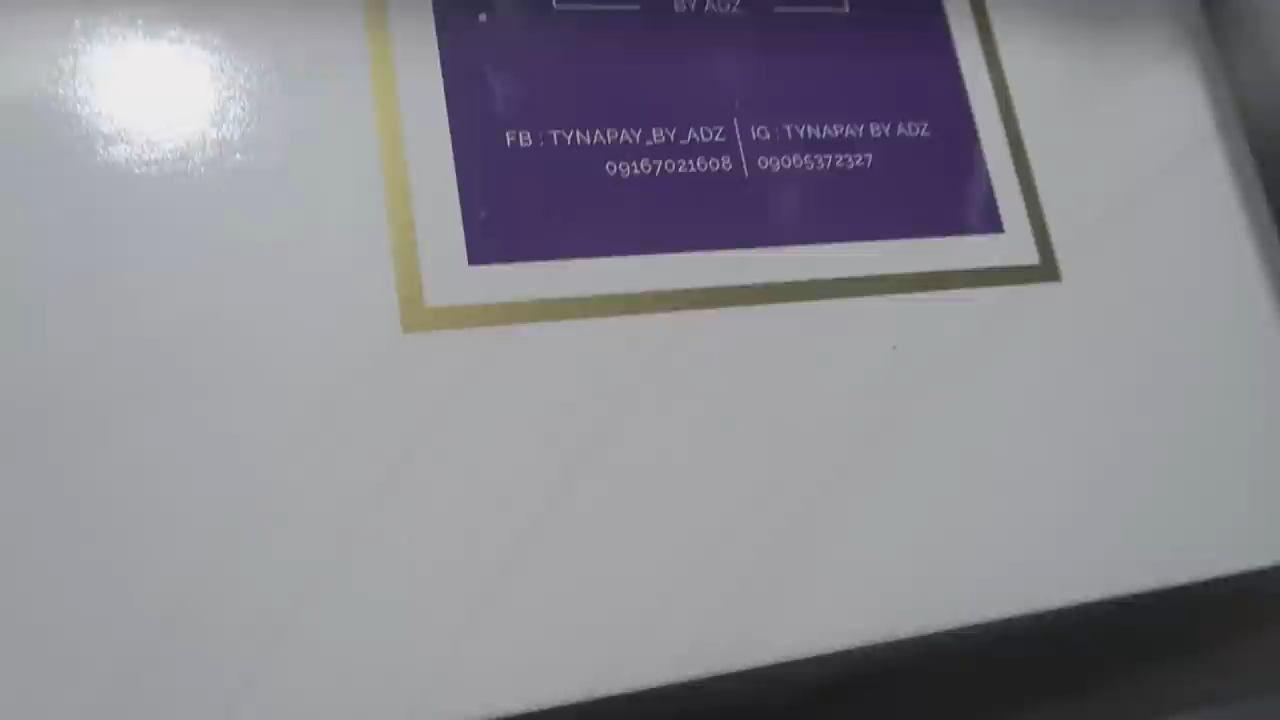 BY ADZ
FB : TYNAPAY_BY_ADZ | IG : TYNAPAY BY ADZ
09167021608 | 09065372327